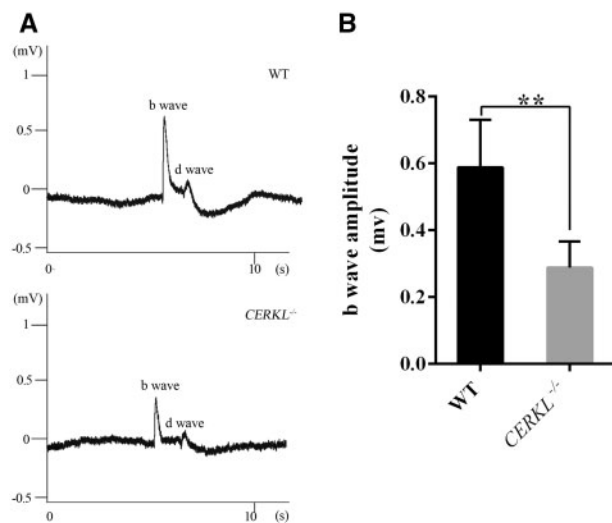 A
(mV)
WT
1
b wave
0.5
d wave
0
-0.5
0
10
(s)
(mV)
CERKL-/-
1
b wave
0.5
d wave
0
-0.5
0
10
(s)
B
**
0.8
0.6
0.4
0.2
0.0
b wave amplitude
(mv)
WT
CERKL-/-